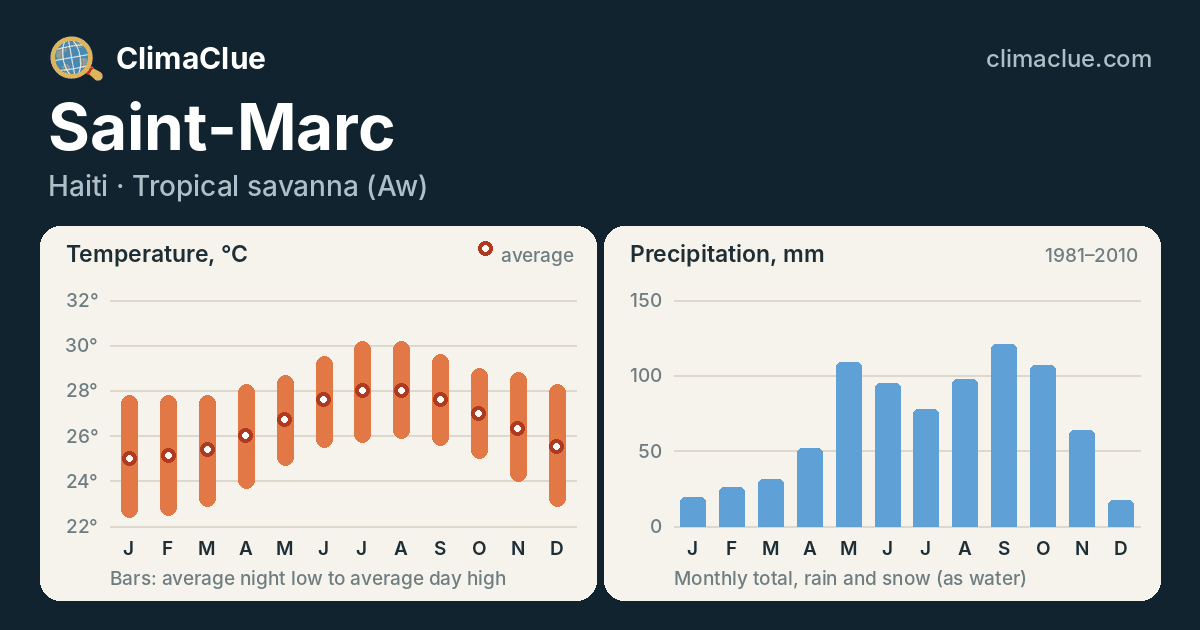 ClimaClue
climaclue.com
Saint-Marc
Haiti · Tropical savanna (Aw)
Temperature, °C
average
32°
30°
28°
26°
24°
22°
J F M A M J J A S O N D
Bars: average night low to average day high
Precipitation, mm
1981–2010
150
100
50
0
J F M A M J J A S O N D
Monthly total, rain and snow (as water)